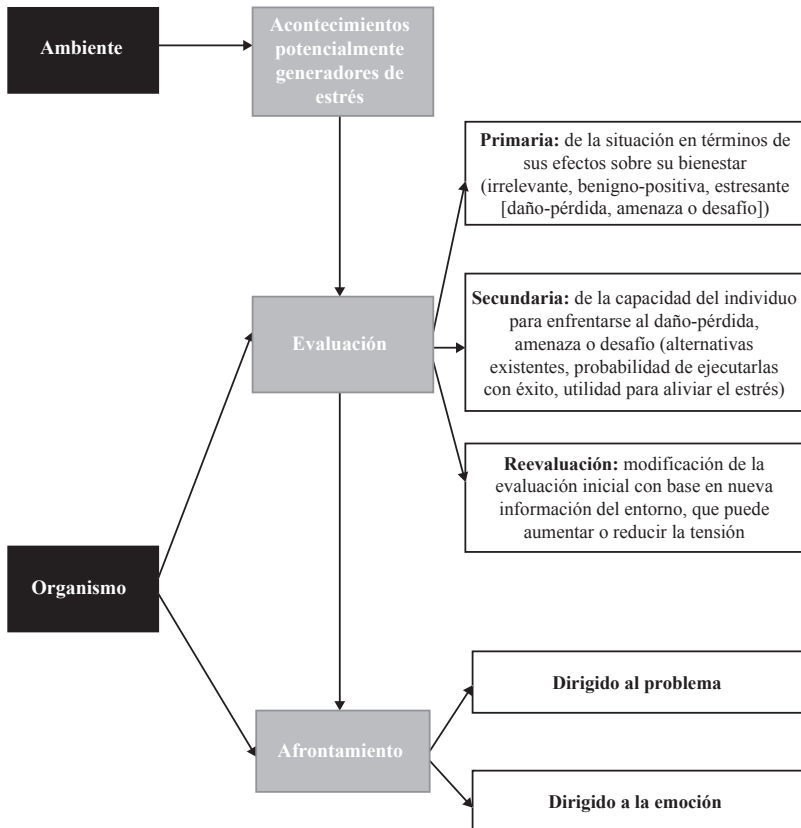 Ambiente
Acontecimientos
potencialmente
generadores de
estrés
Primaria: de la situación en términos de
sus efectos sobre su bienestar
(irrelevante, benigno-positiva, estresante
[daño-pérdida, amenaza o desafío])
Evaluación
Secundaria: de la capacidad del individuo
para enfrentarse al daño-pérdida,
amenaza o desafío (alternativas
existentes, probabilidad de ejecutarlas
con éxito, utilidad para aliviar el estrés)
Reevaluación: modificación de la
evaluación inicial con base en nueva
información del entorno, que puede
aumentar o reducir la tensión
Organismo
Afrontamiento
Dirigido al problema
Dirigido a la emoción